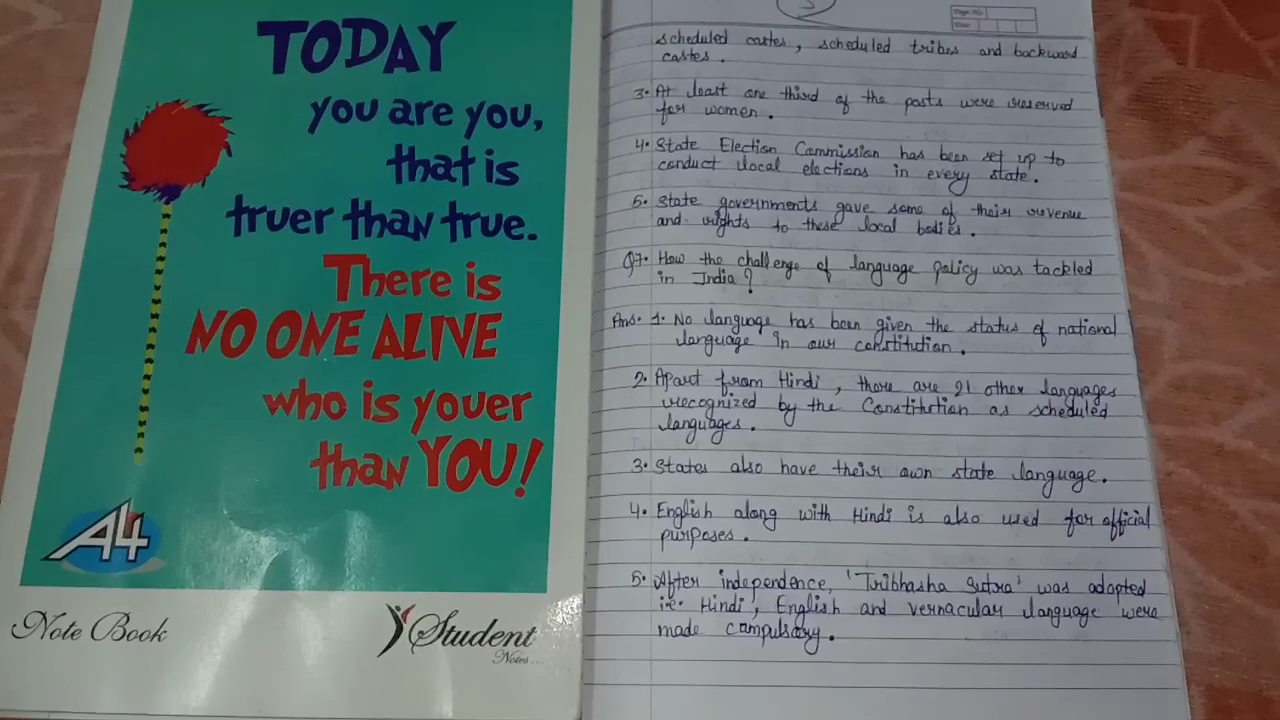 TODAY
you are you,
that is
truer than true.
There is
NO ONE ALIVE
who is youer
than YOU!
A4
Note Book
Student
Notes...
3
Page No.
Date
scheduled castes, scheduled tribes and backward
castes.
3. At least one third of the posts were reserved
for women.
4. State Election Commission has been set up to
conduct local elections in every state.
5. State governments gave some of their revenue
and rights to these local bodies.
Q7. How the challenge of language policy was tackled
in India?
Ans. 1. No language has been given the status of national
language in our constitution.
2. Apart from Hindi, there are 21 other languages
recognized by the Constitution as scheduled
languages.
3. States also have their own state language.
4. English along with Hindi is also used for official
purposes.
5. After independence, 'Tribhasha Sutra' was adopted
i.e. Hindi, English and vernacular language were
made compulsory.